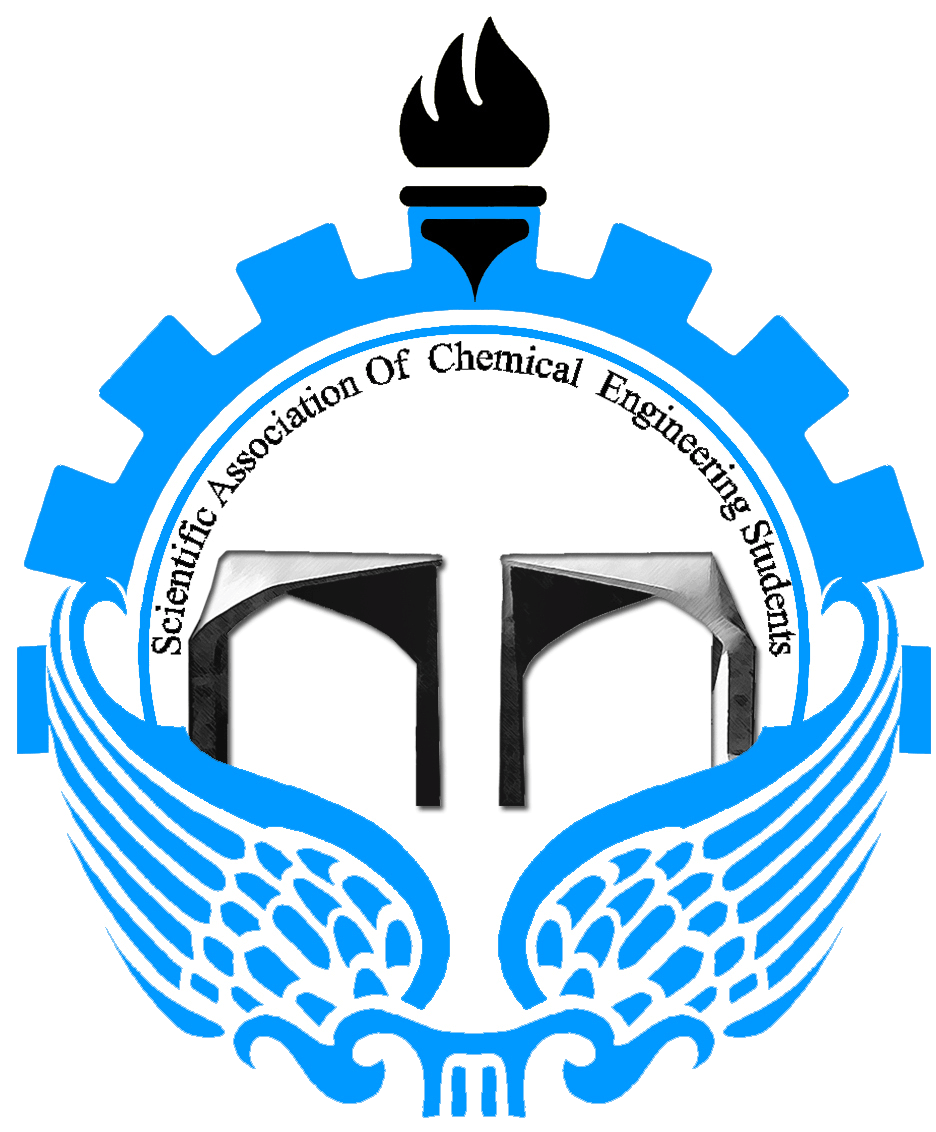 Scientific Association Of Chemical Engineering Students